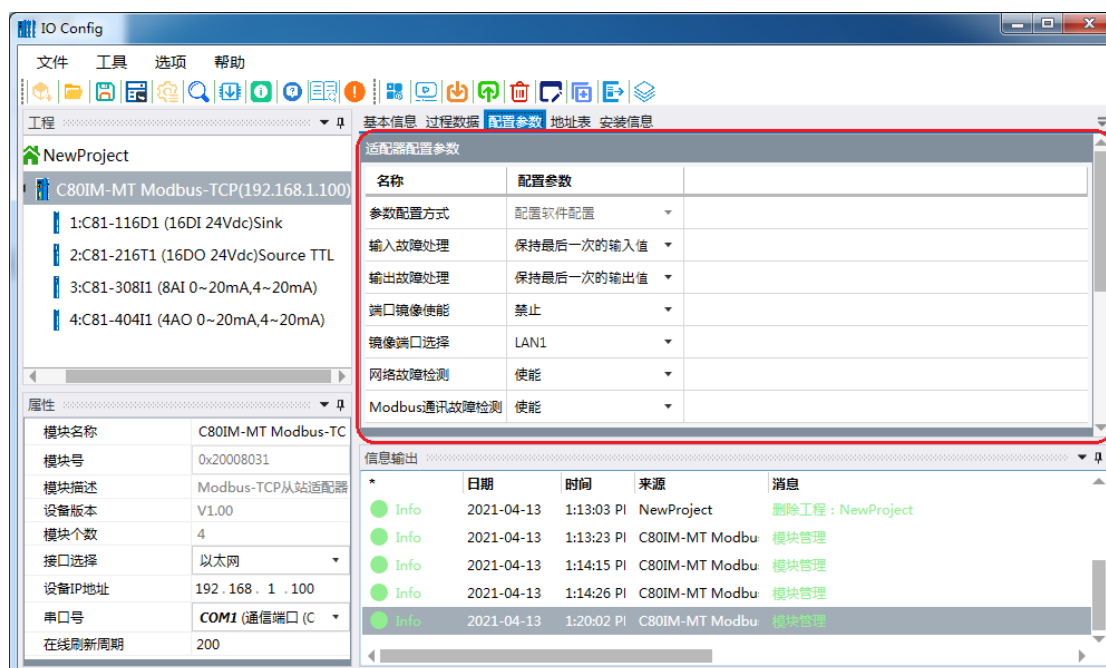 IO Config
文件 工具 选项 帮助
工程
NewProject
C80IM-MT Modbus-TCP(192.168.1.100)
1:C81-116D1 (16DI 24Vdc)Sink
2:C81-216T1 (16DO 24Vdc)Source TTL
3:C81-308I1 (8AI 0~20mA,4~20mA)
4:C81-404I1 (4AO 0~20mA,4~20mA)
属性
模块名称 C80IM-MT Modbus-TC
模块号 0x20008031
模块描述 Modbus-TCP从站适配器
设备版本 V1.00
模块个数 4
接口选择 以太网
设备IP地址 192 . 168 . 1 . 100
串口号 COM1 (通信端口 (C
在线刷新周期 200
基本信息 过程数据 配置参数 地址表 安装信息
适配器配置参数
名称 配置参数
参数配置方式 配置软件配置
输入故障处理 保持最后一次的输入值
输出故障处理 保持最后一次的输出值
端口镜像使能 禁止
镜像端口选择 LAN1
网络故障检测 使能
Modbus通讯故障检测 使能
信息输出
* 日期 时间 来源 消息
Info 2021-04-13 1:13:03 PI NewProject 删除工程：NewProject
Info 2021-04-13 1:13:23 PI C80IM-MT Modbu 模块管理
Info 2021-04-13 1:14:15 PI C80IM-MT Modbu 模块管理
Info 2021-04-13 1:14:26 PI C80IM-MT Modbu 模块管理
Info 2021-04-13 1:20:02 PI C80IM-MT Modbu 模块管理